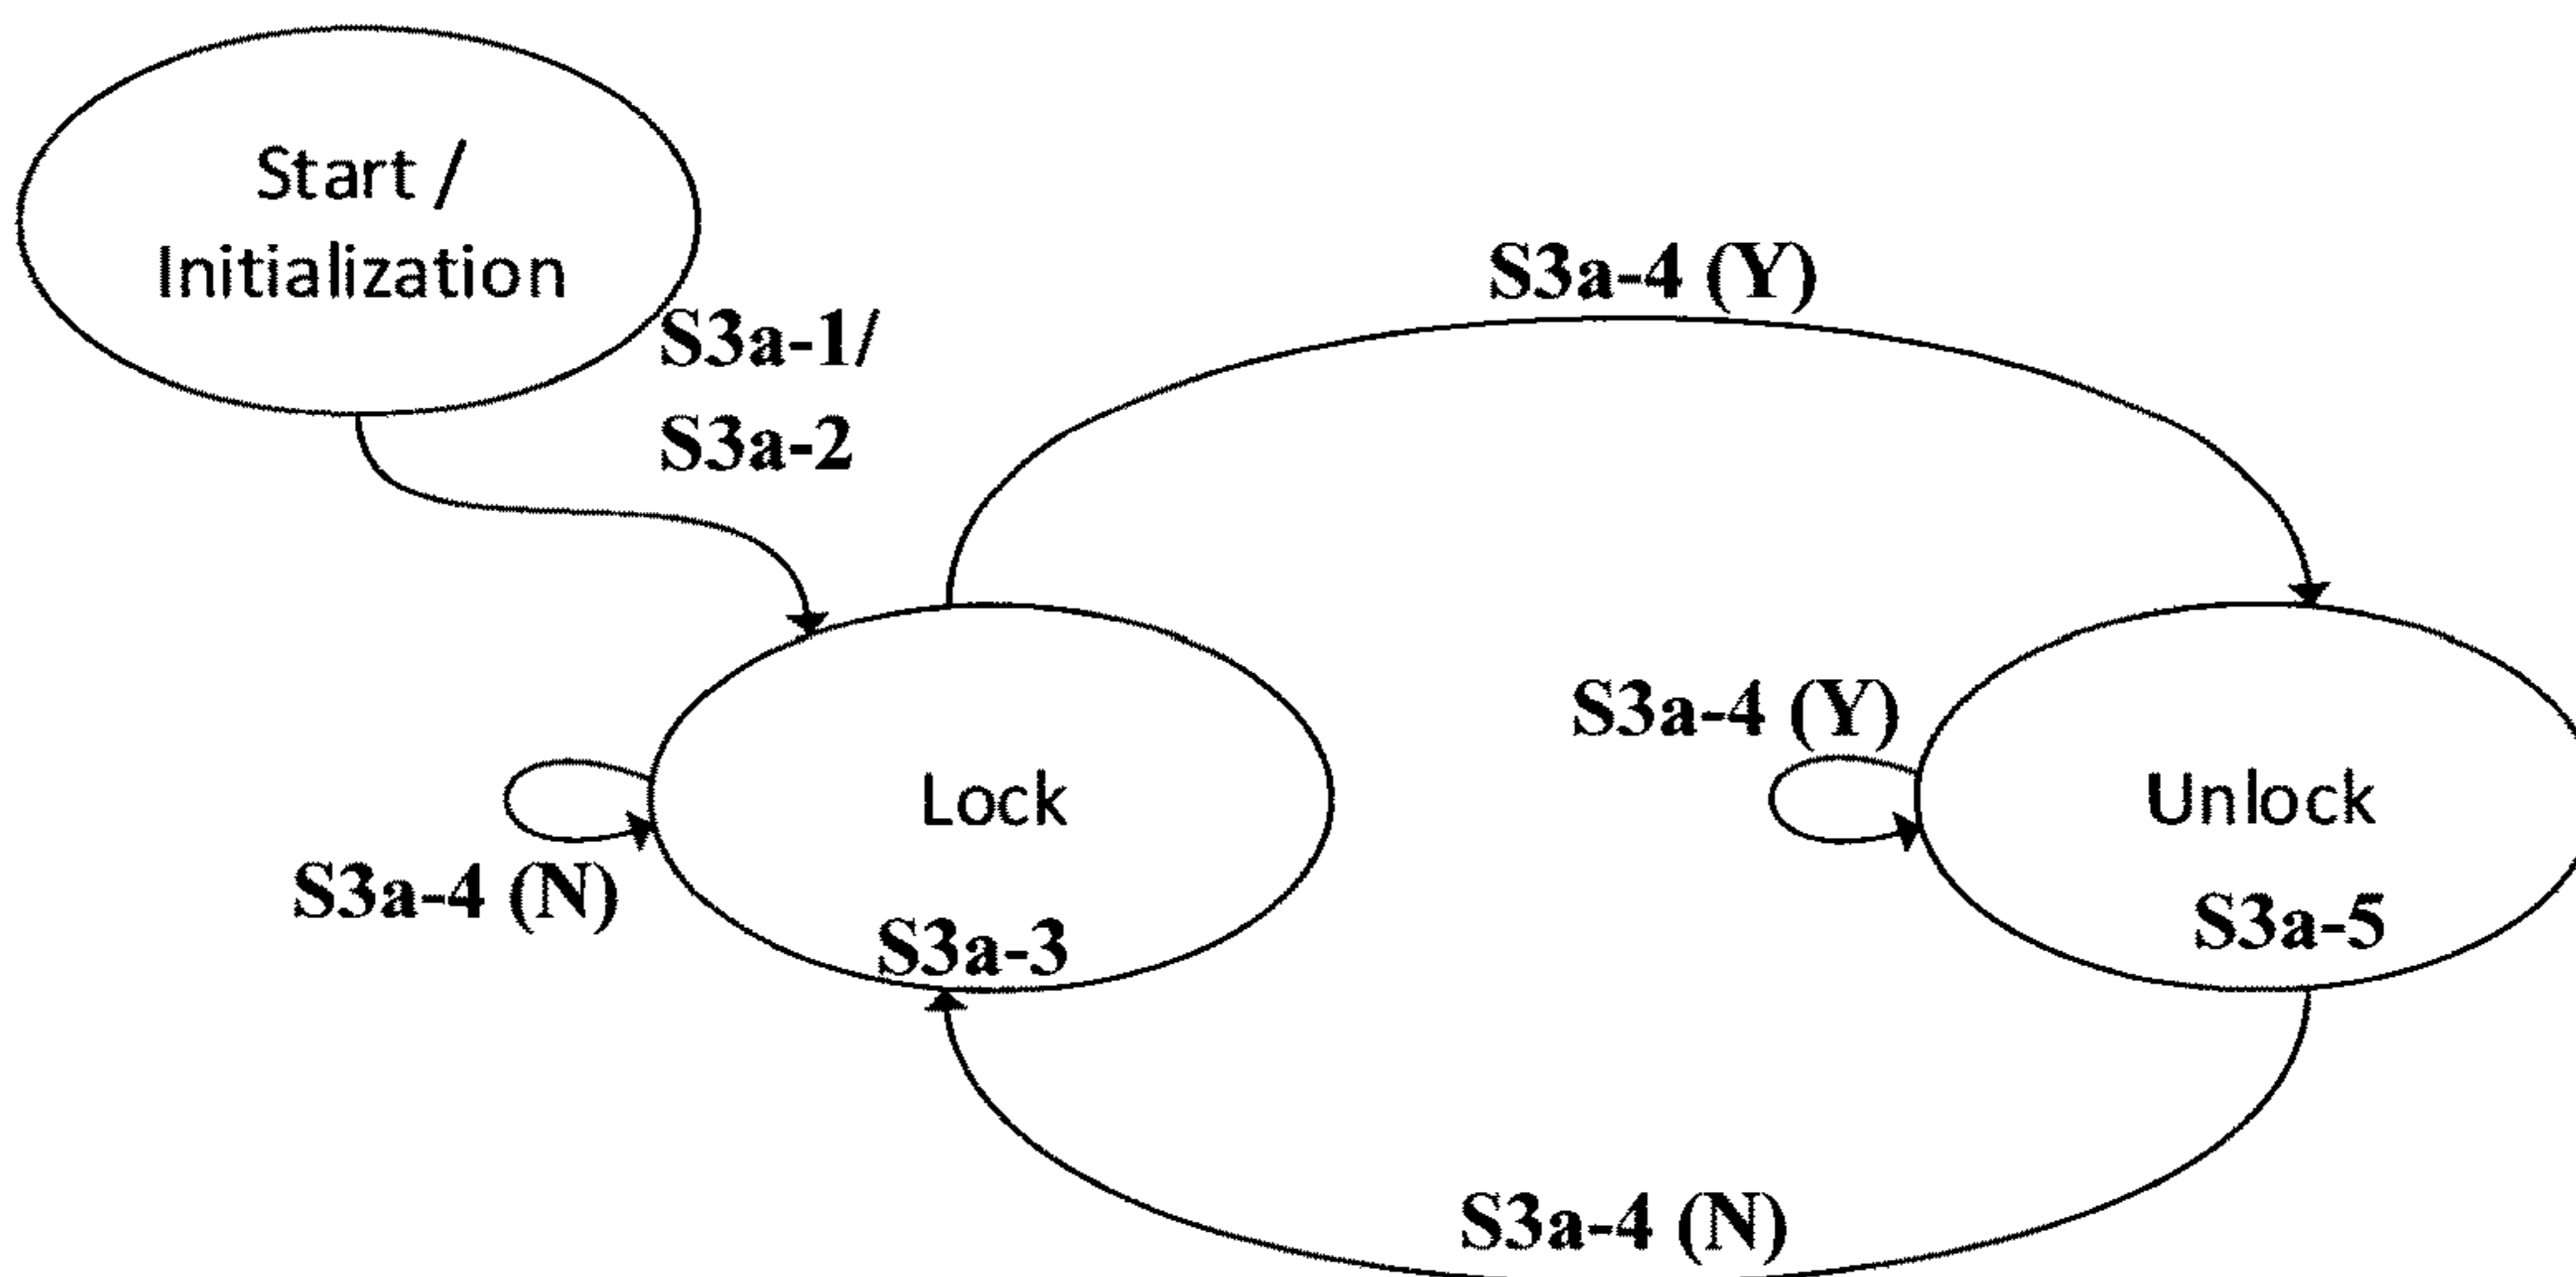 Start /
Initialization
S3a-1/
S3a-2
S3a-4 (Y)
S3a-4 (Y)
Lock
Unlock
S3a-4 (N)
S3a-3
S3a-5
S3a-4 (N)